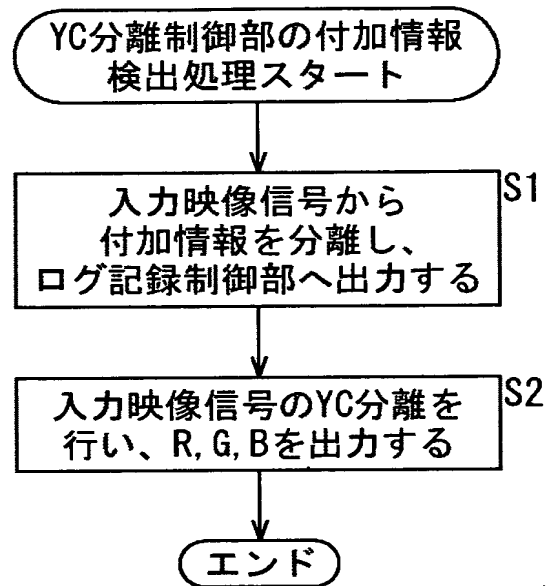 YC分離制御部の付加情報
検出処理スタート
S1
入力映像信号から
付加情報を分離し、
ログ記録制御部へ出力する
S2
入力映像信号のYC分離を
行い、R,G,Bを出力する
エンド